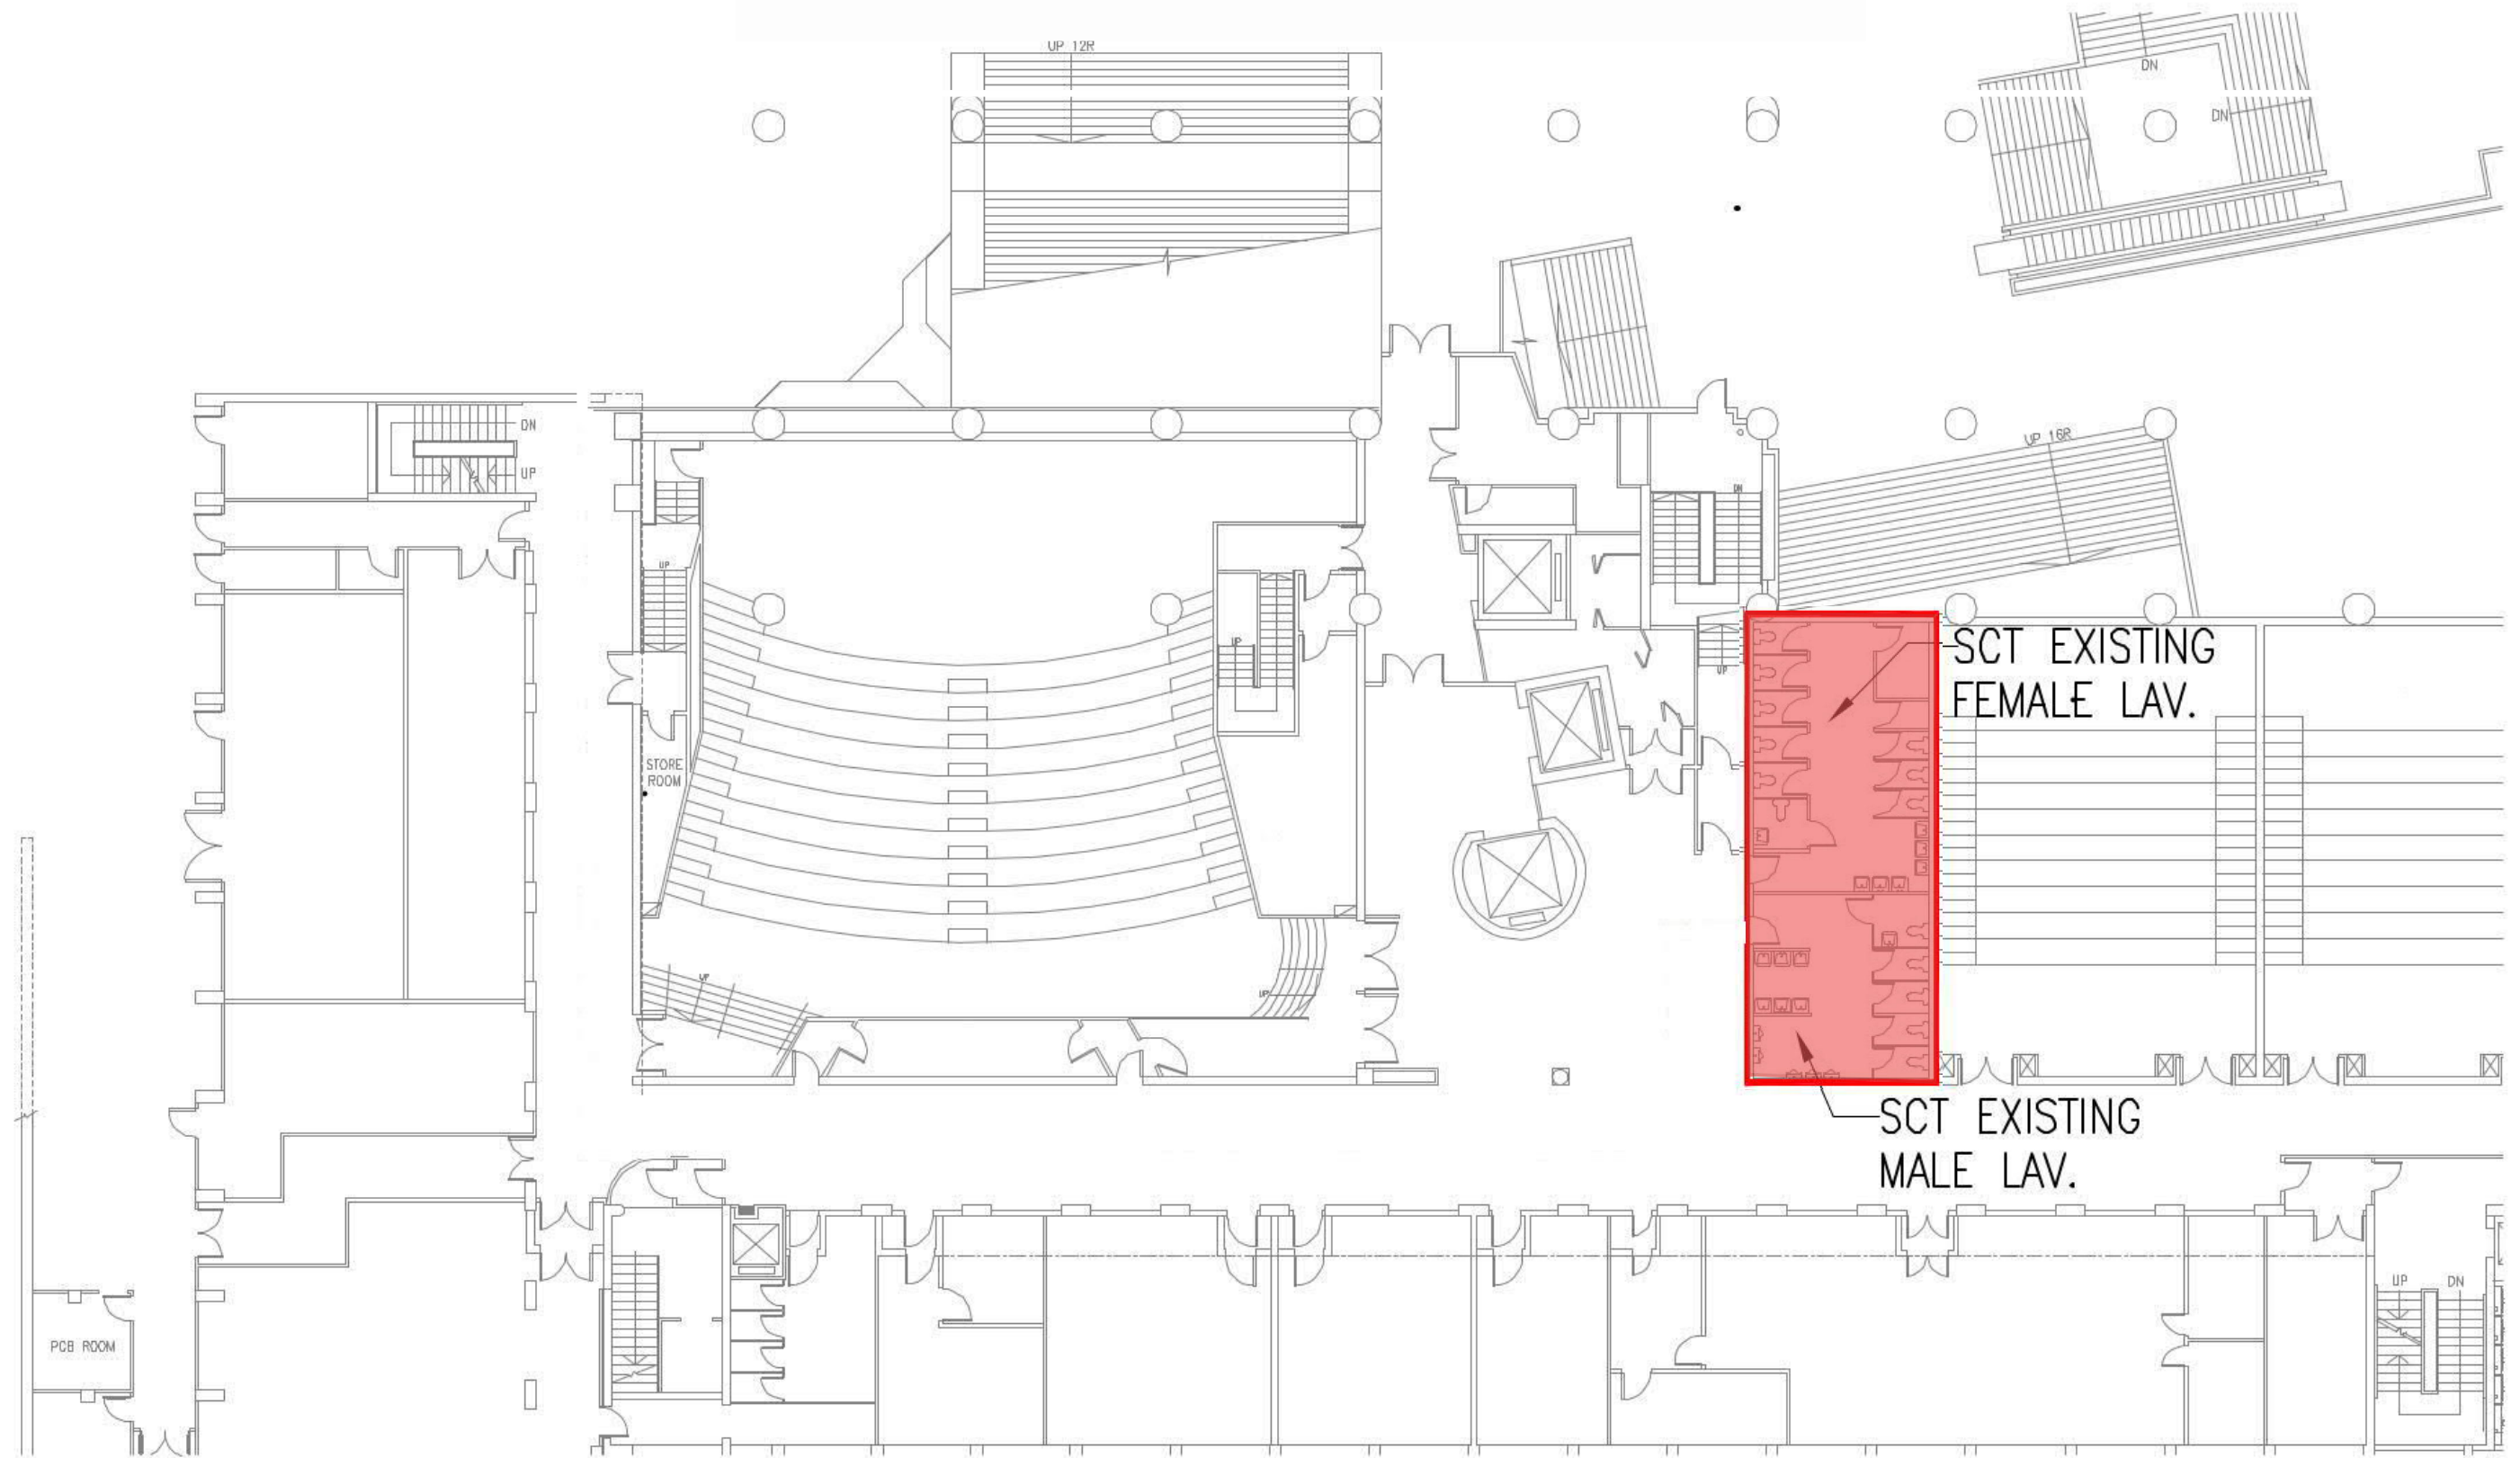 UP 12R
DN
DN
DN
UP
UP 16R
DN
UP
UP
UP
SCT EXISTING
FEMALE LAV.
STORE
ROOM
UP
UP
SCT EXISTING
MALE LAV.
UP
DN
PCB ROOM